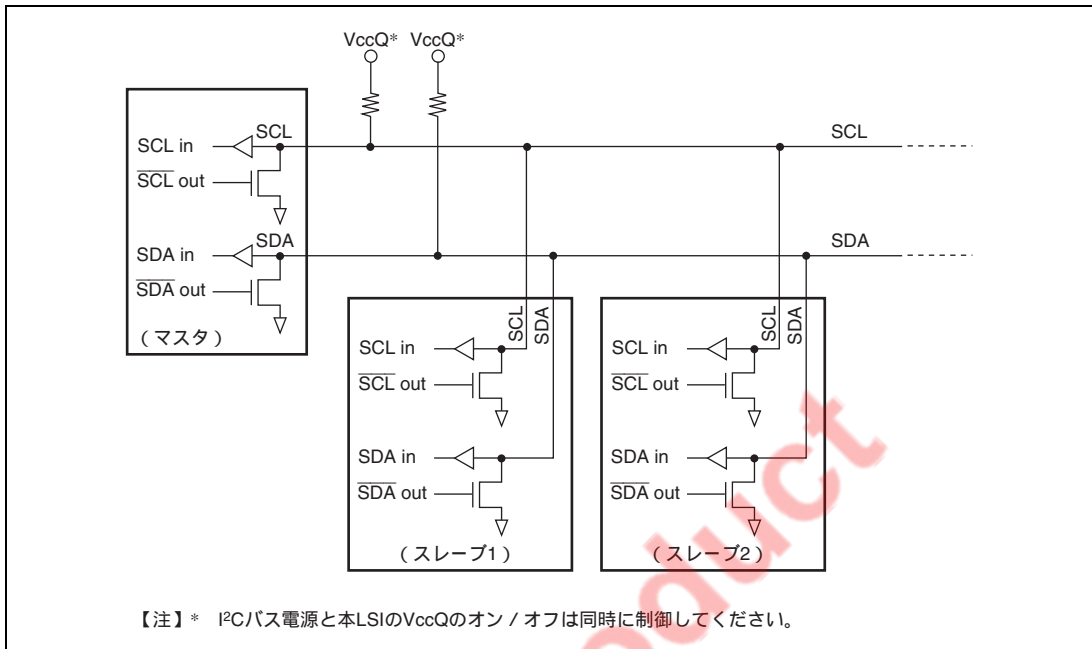 VccQ* VccQ*
SCL
SCL in
SCL out
SCL
SDA
SDA in
SDA out
SDA
(マスタ)
SCL
SDA
SCL in
SCL out
SDA in
SDA out
(スレーブ1)
SCL
SDA
SCL in
SCL out
SDA in
SDA out
(スレーブ2)
【注】* I²Cバス電源と本LSIのVccQのオン / オフは同時に制御してください。